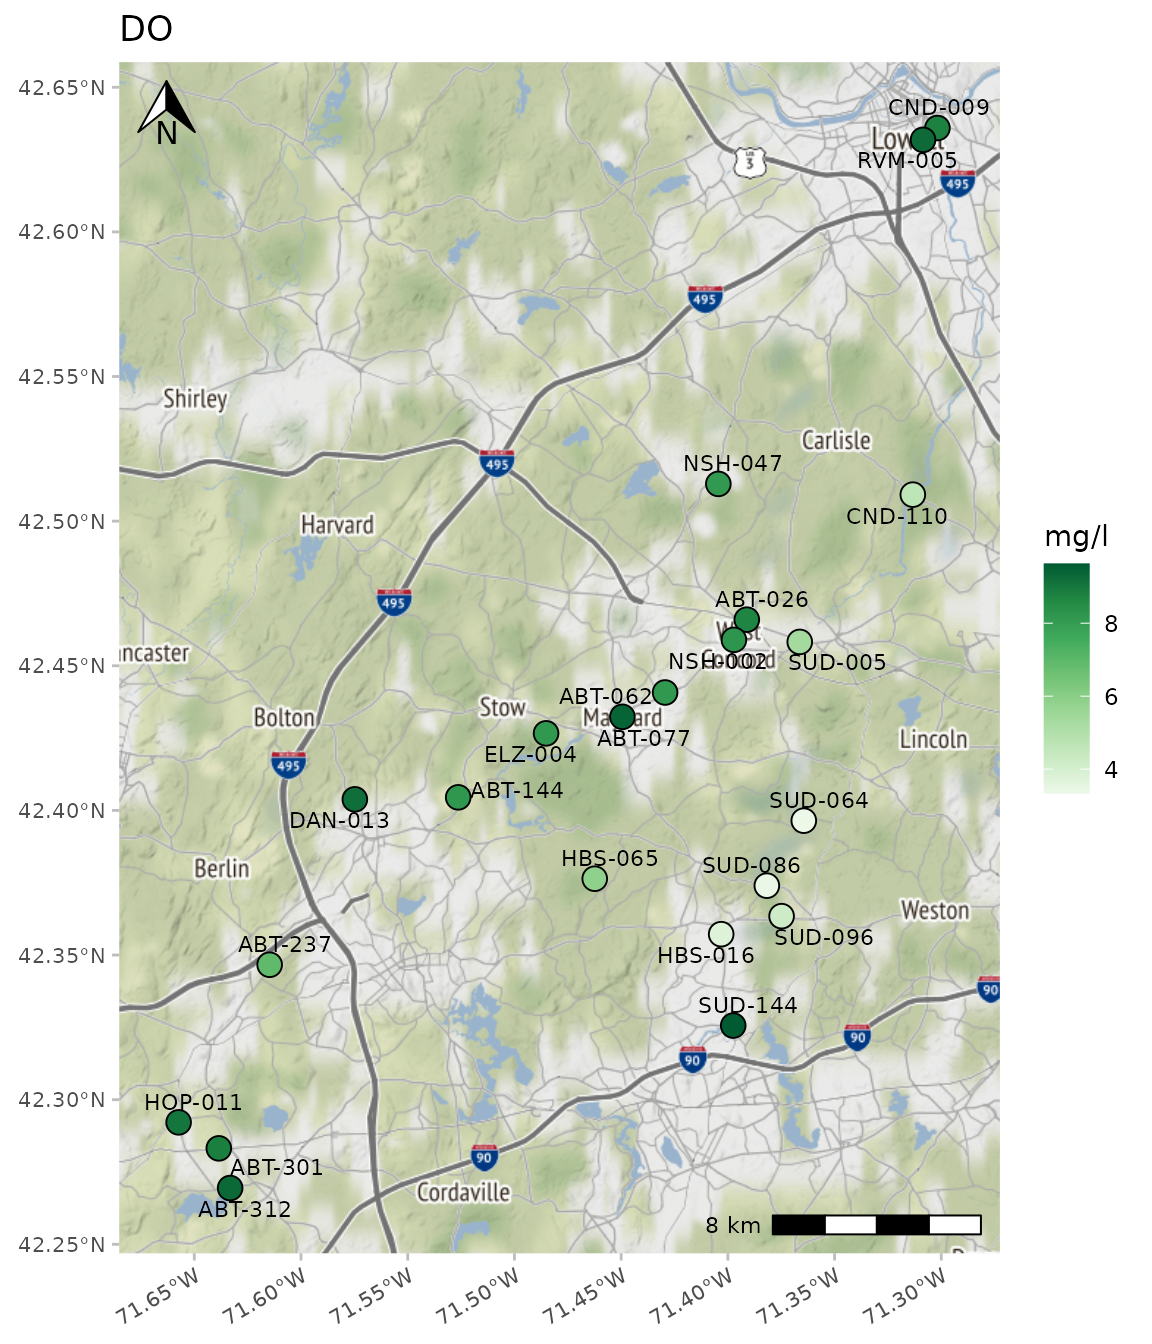 DO
42.65°N
N
CND-009
Lowell
RVM-005
US
3
495
42.60°N
495
42.55°N
Shirley
Carlisle
495
NSH-047
CND-110
42.50°N
Harvard
495
ABT-026
West
Concord
NSH-002
SUD-005
ncaster
42.45°N
ABT-062
Stow
Maynard
Bolton
ABT-077
Lincoln
ELZ-004
495
ABT-144
SUD-064
42.40°N
DAN-013
HBS-065
SUD-086
Berlin
Weston
SUD-096
ABT-237
HBS-016
42.35°N
90
SUD-144
90
90
42.30°N
HOP-011
90
ABT-301
Cordaville
ABT-312
8 km
42.25°N
71.65°W
71.60°W
71.55°W
71.50°W
71.45°W
71.40°W
71.35°W
71.30°W
mg/l
8
6
4